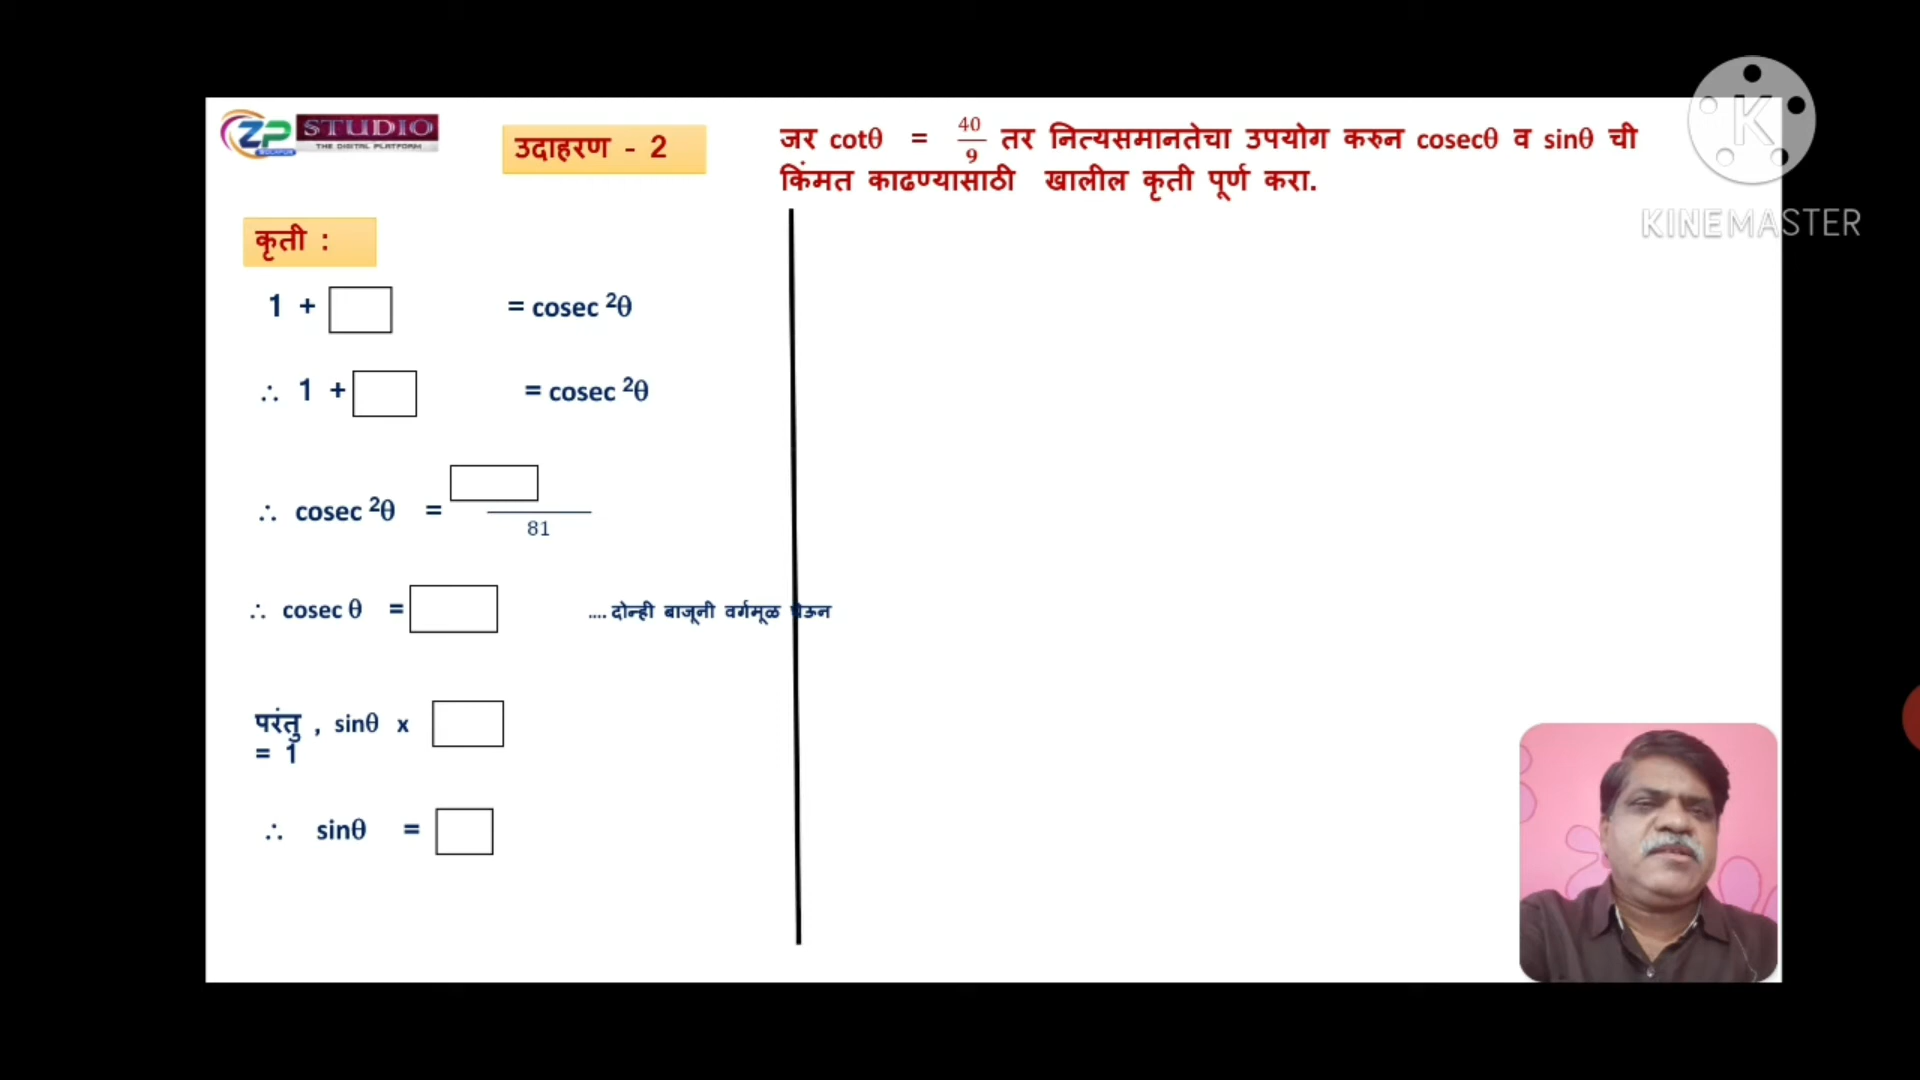 ZP STUDIO
THE DIGITAL PLATFORM
उदाहरण - 2
जर cotθ = 40/9 तर नित्यसमानतेचा उपयोग करुन cosecθ व sinθ ची
किंमत काढण्यासाठी खालील कृती पूर्ण करा.
KINEMASTER
कृती :
1 + = cosec ²θ
∴ 1 + = cosec ²θ
∴ cosec ²θ =
81
∴ cosec θ = .... दोन्ही बाजूनी वर्गमूळ घेऊन
परंतु , sinθ x
= 1
∴ sinθ =